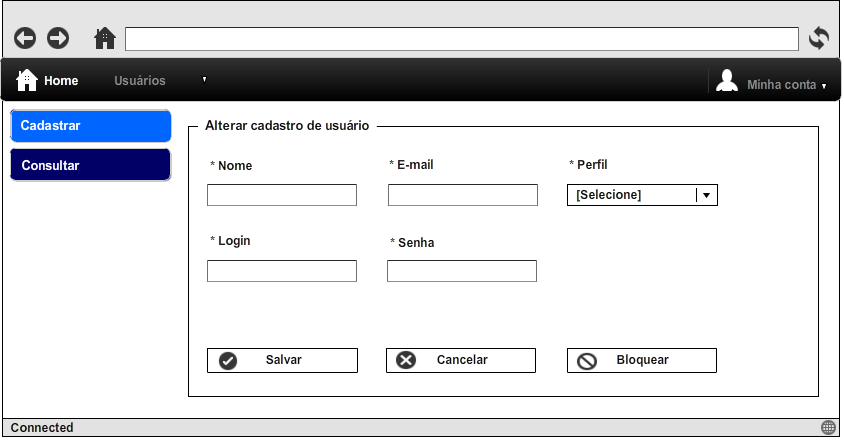 Home Usuários Minha conta
Cadastrar
Consultar
Alterar cadastro de usuário
* Nome * E-mail * Perfil
[Selecione]
* Login * Senha
Salvar Cancelar Bloquear
Connected